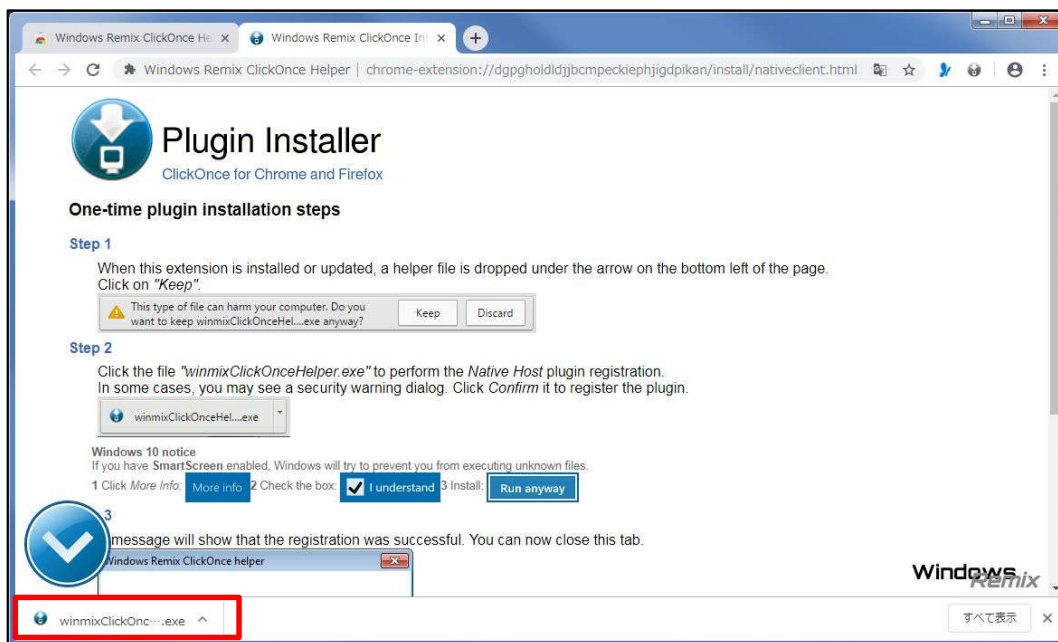 Windows Remix ClickOnce He
Windows Remix ClickOnce In
Windows Remix ClickOnce Helper | chrome-extension://dgpgholdldjjbcmpeckiephjigdpikan/install/nativeclient.html
Plugin Installer
ClickOnce for Chrome and Firefox
One-time plugin installation steps
Step 1
When this extension is installed or updated, a helper file is dropped under the arrow on the bottom left of the page.
Click on "Keep".
This type of file can harm your computer. Do you
want to keep winmixClickOnceHel....exe anyway?
Keep
Discard
Step 2
Click the file "winmixClickOnceHelper.exe" to perform the Native Host plugin registration.
In some cases, you may see a security warning dialog. Click Confirm it to register the plugin.
winmixClickOnceHel....exe
Windows 10 notice
If you have SmartScreen enabled, Windows will try to prevent you from executing unknown files.
1 Click More Info: More info 2 Check the box: I understand 3 Install: Run anyway
3
message will show that the registration was successful. You can now close this tab.
Windows Remix ClickOnce helper
Windows
Remix
winmixClickOnc….exe
すべて表示